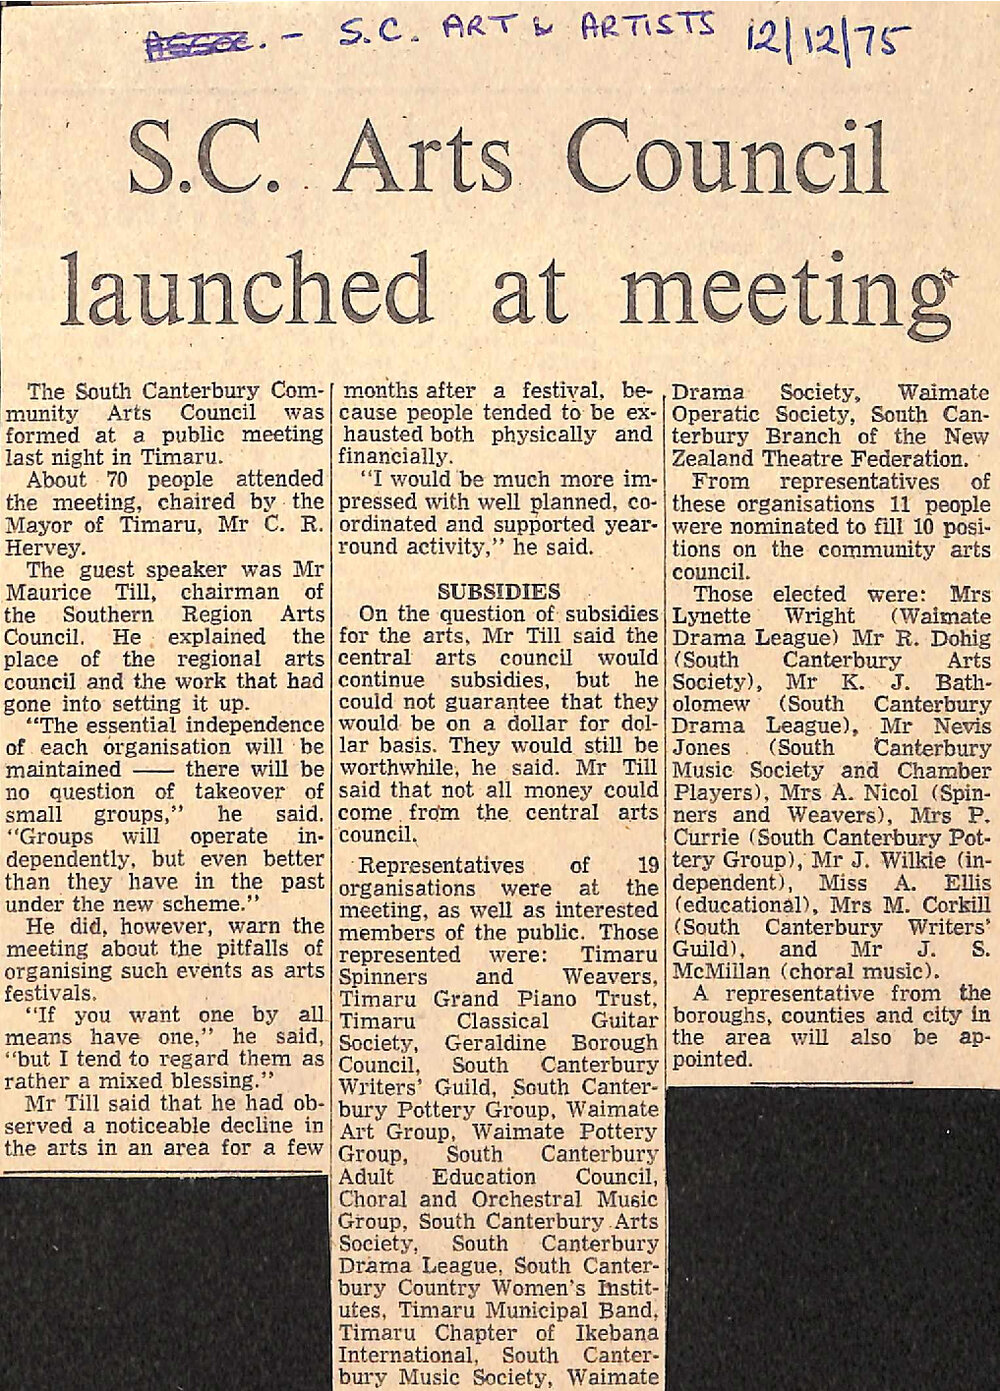 Assoc. - S.C. ART & ARTISTS 12/12/75
S.C. Arts Council
launched at meeting
The South Canterbury Com-
munity Arts Council was
formed at a public meeting
last night in Timaru.
About 70 people attended
the meeting, chaired by the
Mayor of Timaru, Mr C. R.
Hervey.
The guest speaker was Mr
Maurice Till, chairman of
the Southern Region Arts
Council. He explained the
place of the regional arts
council and the work that had
gone into setting it up.
“The essential independence
of each organisation will be
maintained — there will be
no question of takeover of
small groups,” he said.
“Groups will operate in-
dependently, but even better
than they have in the past
under the new scheme.”
He did, however, warn the
meeting about the pitfalls of
organising such events as arts
festivals.
“If you want one by all
means have one,” he said,
“but I tend to regard them as
rather a mixed blessing.”
Mr Till said that he had ob-
served a noticeable decline in
the arts in an area for a few
months after a festival, be-
cause people tended to be ex-
hausted both physically and
financially.
“I would be much more im-
pressed with well planned, co-
ordinated and supported year-
round activity,” he said.
SUBSIDIES
On the question of subsidies
for the arts, Mr Till said the
central arts council would
continue subsidies, but he
could not guarantee that they
would be on a dollar for dol-
lar basis. They would still be
worthwhile, he said. Mr Till
said that not all money could
come from the central arts
council.
Representatives of 19
organisations were at the
meeting, as well as interested
members of the public. Those
represented were: Timaru
Spinners and Weavers,
Timaru Grand Piano Trust,
Timaru Classical Guitar
Society, Geraldine Borough
Council, South Canterbury
Writers’ Guild, South Canter-
bury Pottery Group, Waimate
Art Group, Waimate Pottery
Group, South Canterbury
Adult Education Council,
Choral and Orchestral Music
Group, South Canterbury Arts
Society, South Canterbury
Drama League, South Canter-
bury Country Women’s Instit-
utes, Timaru Municipal Band,
Timaru Chapter of Ikebana
International, South Canter-
bury Music Society, Waimate
Drama Society, Waimate
Operatic Society, South Can-
terbury Branch of the New
Zealand Theatre Federation.
From representatives of
these organisations 11 people
were nominated to fill 10 posi-
tions on the community arts
council.
Those elected were: Mrs
Lynette Wright (Waimate
Drama League) Mr R. Dohig
(South Canterbury Arts
Society), Mr K. J. Bath-
olomew (South Canterbury
Drama League), Mr Nevis
Jones (South Canterbury
Music Society and Chamber
Players), Mrs A. Nicol (Spin-
ners and Weavers), Mrs P.
Currie (South Canterbury Pot-
tery Group), Mr J. Wilkie (in-
dependent), Miss A. Ellis
(educational), Mrs M. Corkill
(South Canterbury Writers’
Guild), and Mr J. S.
McMillan (choral music).
A representative from the
boroughs, counties and city in
the area will also be ap-
pointed.